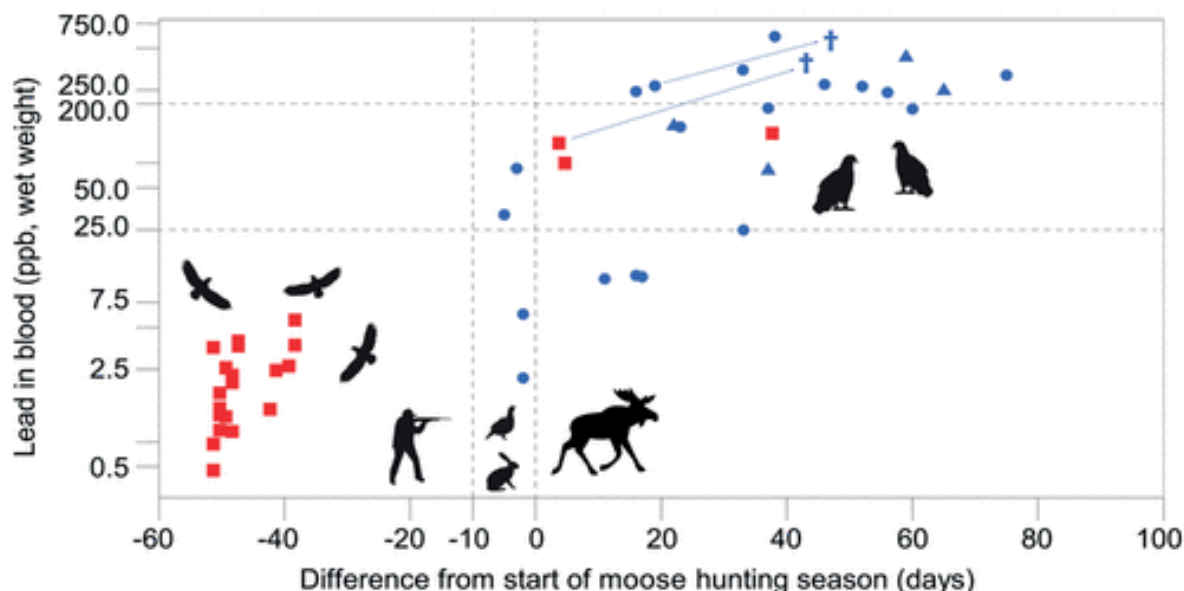 750.0
250.0
200.0
50.0
25.0
7.5
2.5
0.5
Lead in blood (ppb, wet weight)
-60 -40 -20 -10 0 20 40 60 80 100
Difference from start of moose hunting season (days)